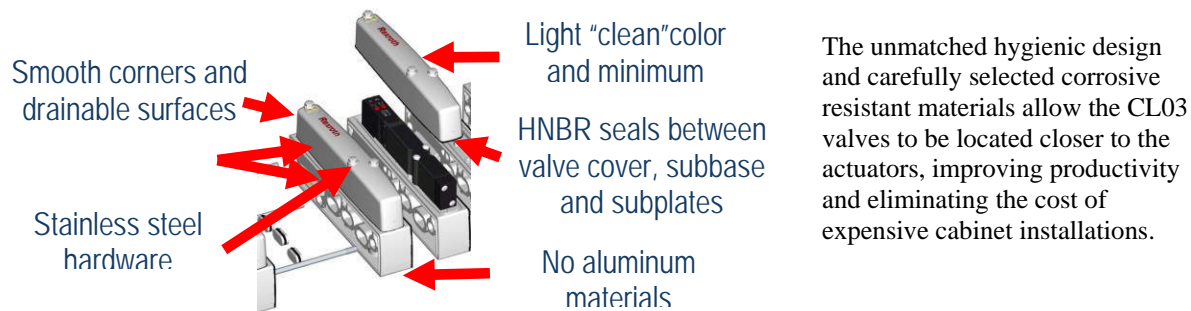 Smooth corners and
drainable surfaces
Stainless steel
hardware
Rexroth
Rexroth
Light “clean”color
and minimum
HNBR seals between
valve cover, subbase
and subplates
No aluminum
materials
The unmatched hygienic design
and carefully selected corrosive
resistant materials allow the CL03
valves to be located closer to the
actuators, improving productivity
and eliminating the cost of
expensive cabinet installations.